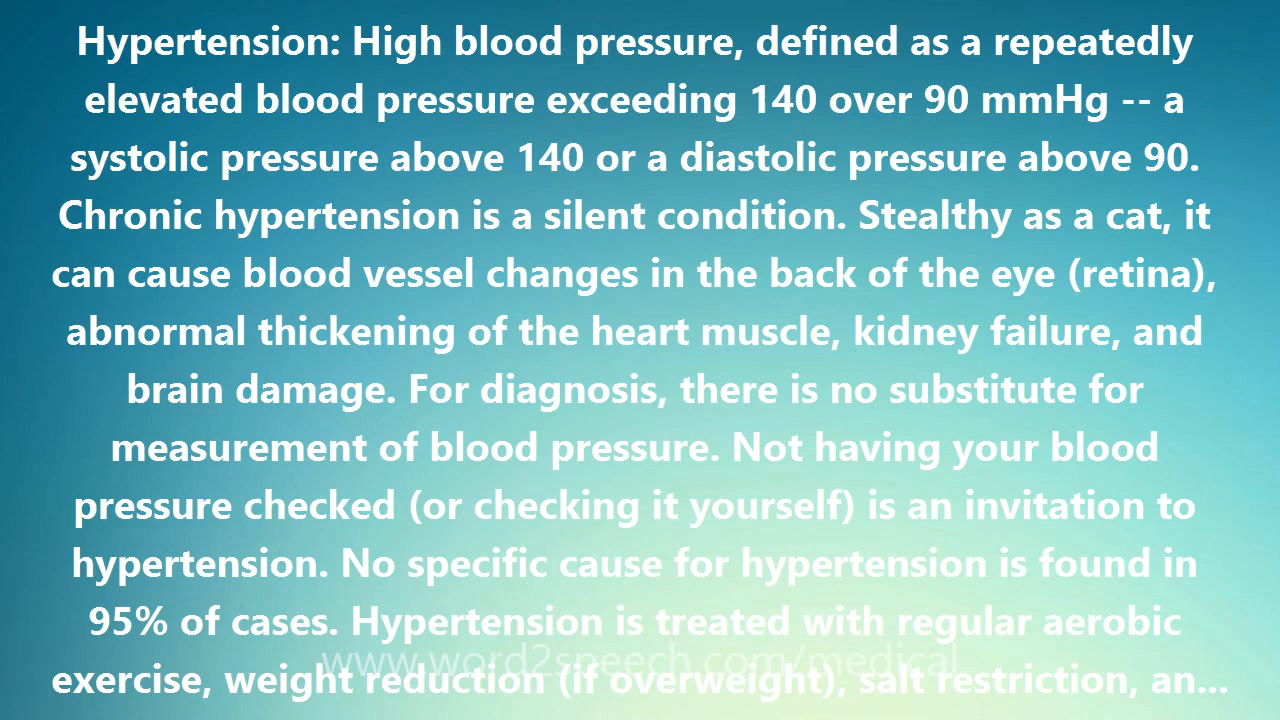 Hypertension: High blood pressure, defined as a repeatedly
elevated blood pressure exceeding 140 over 90 mmHg -- a
systolic pressure above 140 or a diastolic pressure above 90.
Chronic hypertension is a silent condition. Stealthy as a cat, it
can cause blood vessel changes in the back of the eye (retina),
abnormal thickening of the heart muscle, kidney failure, and
brain damage. For diagnosis, there is no substitute for
measurement of blood pressure. Not having your blood
pressure checked (or checking it yourself) is an invitation to
hypertension. No specific cause for hypertension is found in
95% of cases. Hypertension is treated with regular aerobic
www.word2speech.com/medical
exercise, weight reduction (if overweight), salt restriction, an...